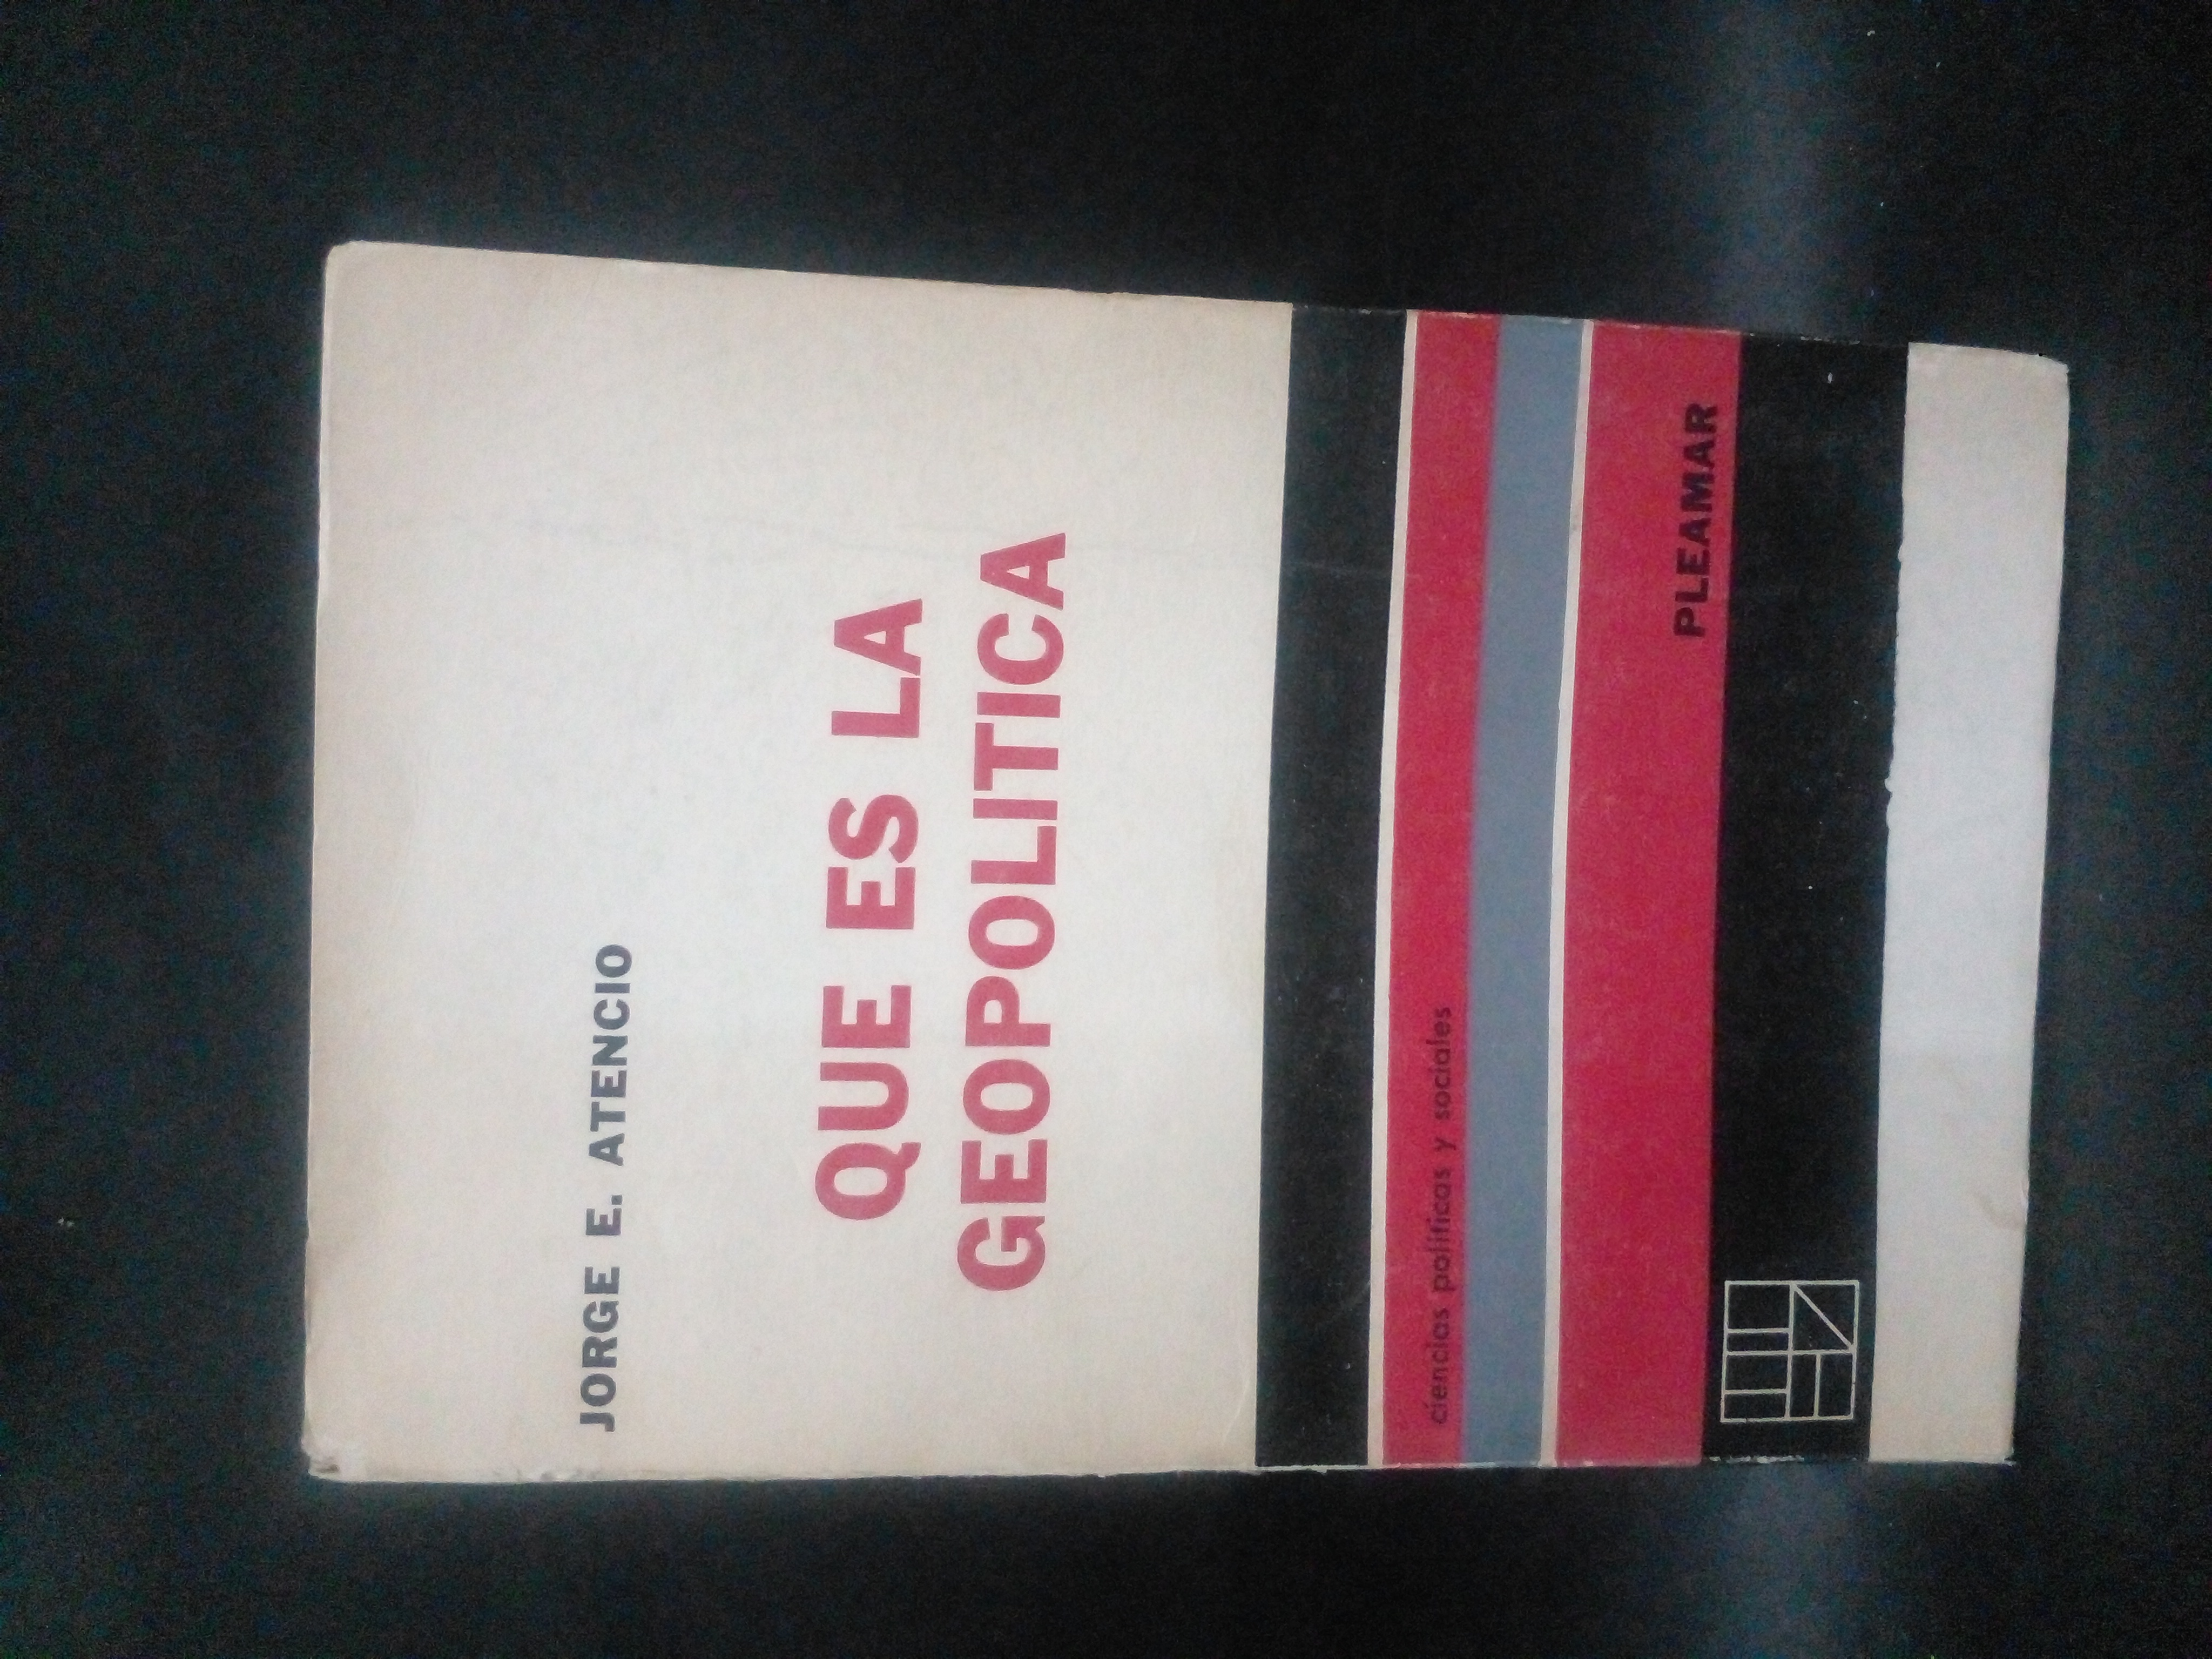 JORGE E. ATENCIO
QUE ES LA
GEOPOLITICA
ciencias políticas y sociales
PLEAMAR